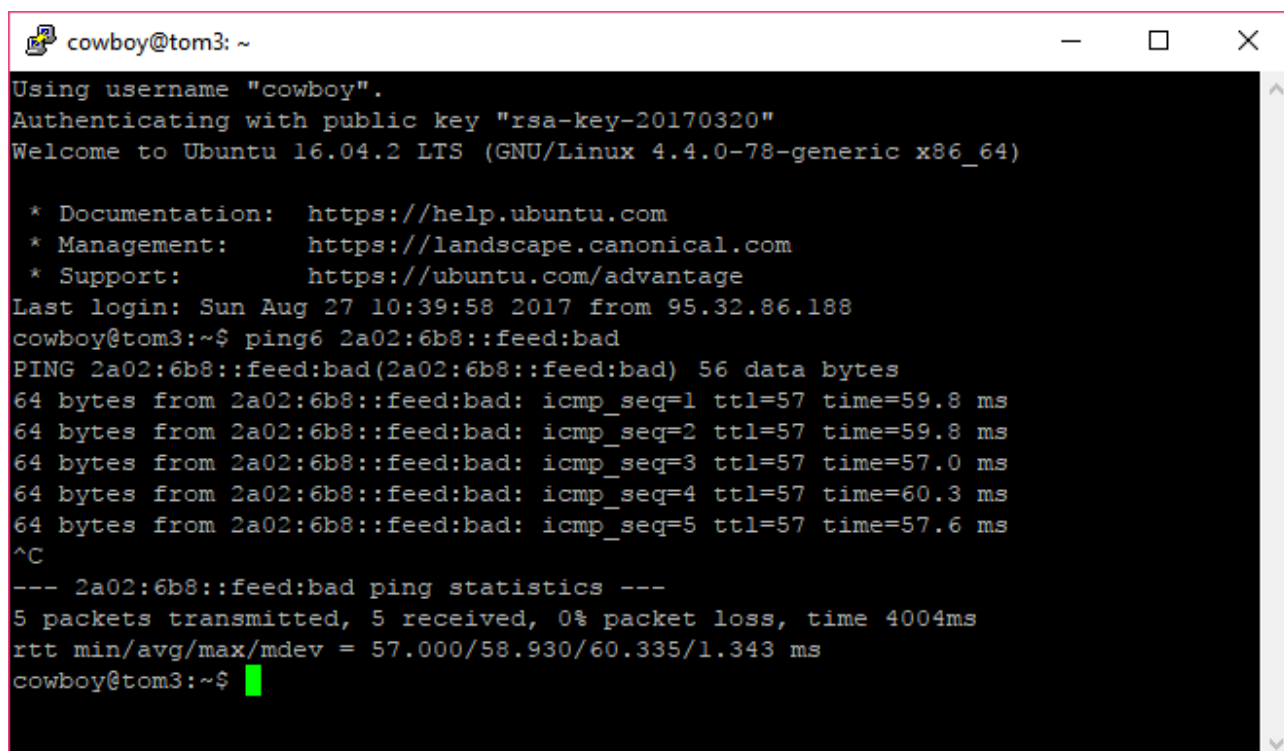 cowboy@tom3: ~
Using username "cowboy".
Authenticating with public key "rsa-key-20170320"
Welcome to Ubuntu 16.04.2 LTS (GNU/Linux 4.4.0-78-generic x86_64)
* Documentation:  https://help.ubuntu.com
* Management:     https://landscape.canonical.com
* Support:        https://ubuntu.com/advantage
Last login: Sun Aug 27 10:39:58 2017 from 95.32.86.188
cowboy@tom3:~$ ping6 2a02:6b8::feed:bad
PING 2a02:6b8::feed:bad(2a02:6b8::feed:bad) 56 data bytes
64 bytes from 2a02:6b8::feed:bad: icmp_seq=1 ttl=57 time=59.8 ms
64 bytes from 2a02:6b8::feed:bad: icmp_seq=2 ttl=57 time=59.8 ms
64 bytes from 2a02:6b8::feed:bad: icmp_seq=3 ttl=57 time=57.0 ms
64 bytes from 2a02:6b8::feed:bad: icmp_seq=4 ttl=57 time=60.3 ms
64 bytes from 2a02:6b8::feed:bad: icmp_seq=5 ttl=57 time=57.6 ms
^C
--- 2a02:6b8::feed:bad ping statistics ---
5 packets transmitted, 5 received, 0% packet loss, time 4004ms
rtt min/avg/max/mdev = 57.000/58.930/60.335/1.343 ms
cowboy@tom3:~$